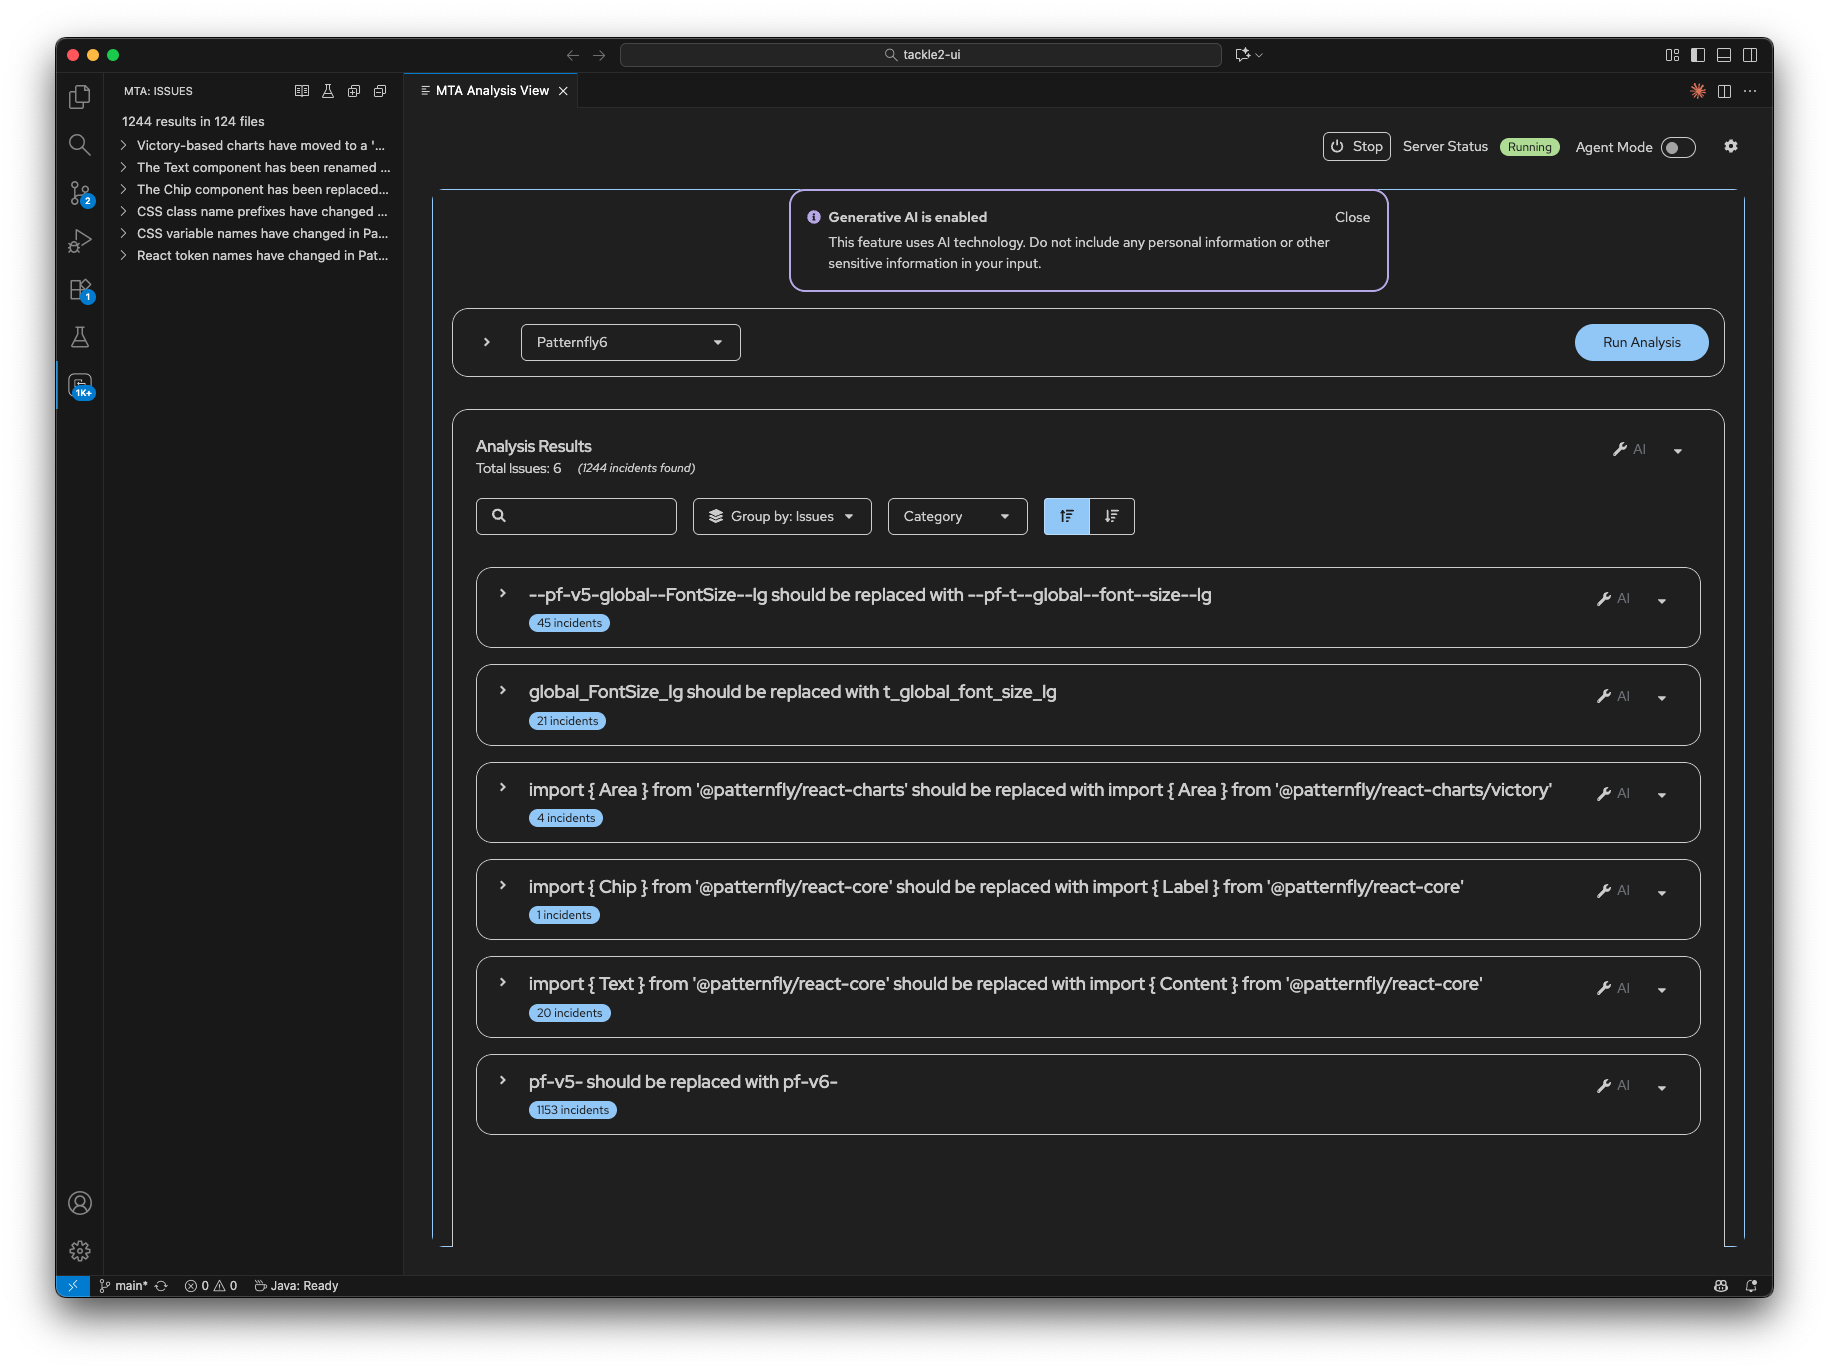 tackle2-ui
MTA: ISSUES
MTA Analysis View
1244 results in 124 files
Victory-based charts have moved to a '...
The Text component has been renamed ...
The Chip component has been replaced...
CSS class name prefixes have changed ...
CSS variable names have changed in Pa...
React token names have changed in Pat...
2
1
1K+
Stop
Server Status
Running
Agent Mode
Generative AI is enabled
Close
This feature uses AI technology. Do not include any personal information or other
sensitive information in your input.
Patternfly6
Run Analysis
Analysis Results
AI
Total Issues: 6 (1244 incidents found)
Group by: Issues
Category
--pf-v5-global--FontSize--lg should be replaced with --pf-t--global--font--size--lg
AI
45 incidents
global_FontSize_lg should be replaced with t_global_font_size_lg
AI
21 incidents
import { Area } from '@patternfly/react-charts' should be replaced with import { Area } from '@patternfly/react-charts/victory'
AI
4 incidents
import { Chip } from '@patternfly/react-core' should be replaced with import { Label } from '@patternfly/react-core'
AI
1 incidents
import { Text } from '@patternfly/react-core' should be replaced with import { Content } from '@patternfly/react-core'
AI
20 incidents
pf-v5- should be replaced with pf-v6-
AI
1153 incidents
main*
0
0
Java: Ready